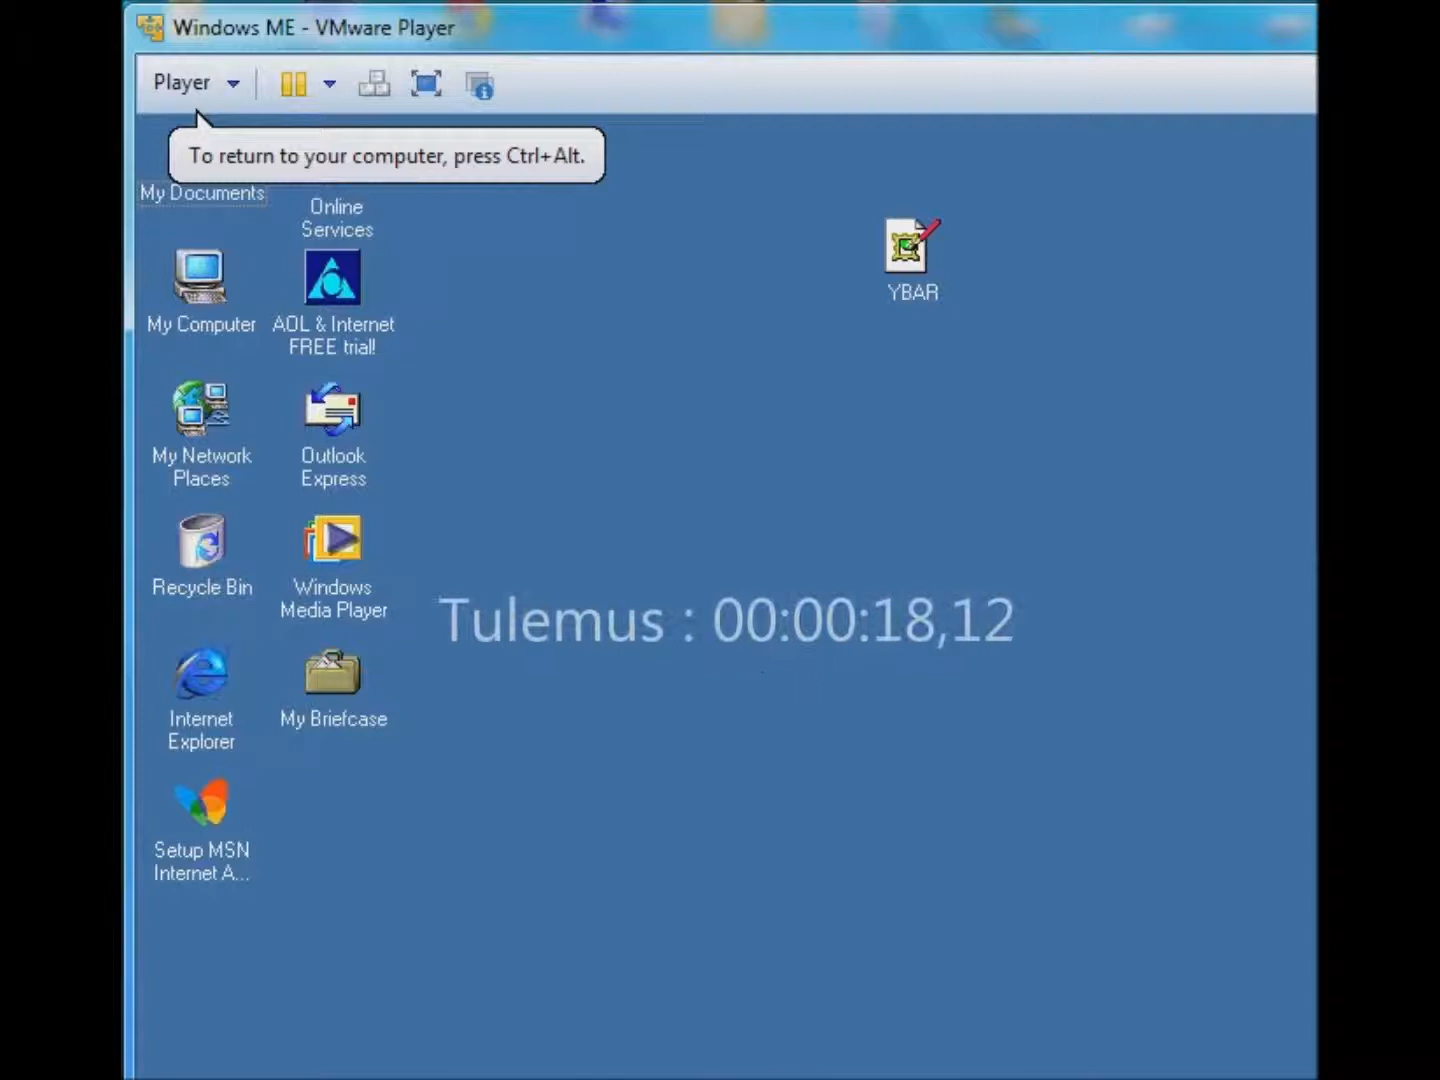 Windows ME - VMware Player
Player
To return to your computer, press Ctrl+Alt.
My Documents
Online
Services
YBAR
My Computer
AOL & Internet
FREE trial!
My Network
Places
Outlook
Express
Recycle Bin
Windows
Media Player
Tulemus : 00:00:18,12
Internet
Explorer
My Briefcase
Setup MSN
Internet A...